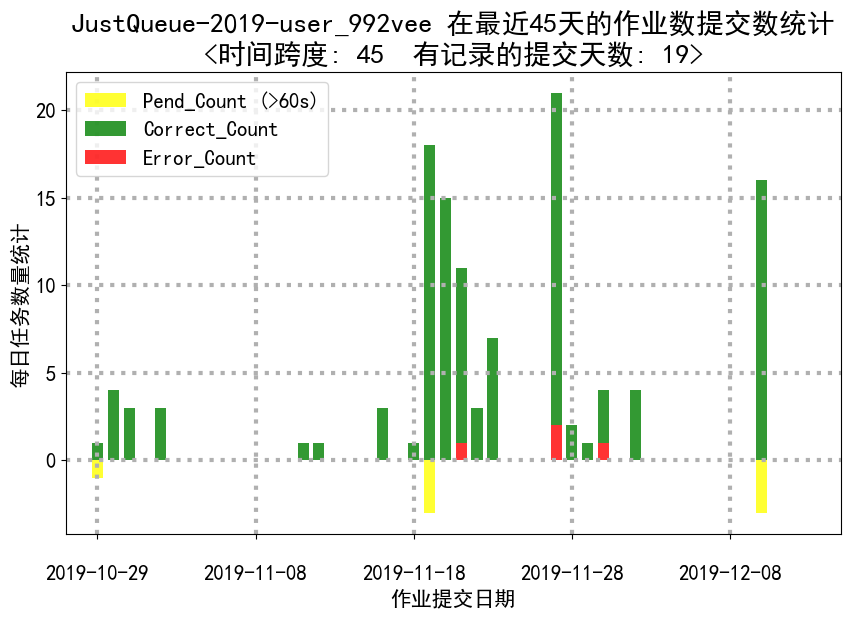 JustQueue-2019-user_992vee 在最近45天的作业数提交数统计
<时间跨度: 45  有记录的提交天数: 19>
Pend_Count (>60s)
Correct_Count
Error_Count
每日任务数量统计
20
15
10
5
0
2019-10-29
2019-11-08
2019-11-18
2019-11-28
2019-12-08
作业提交日期